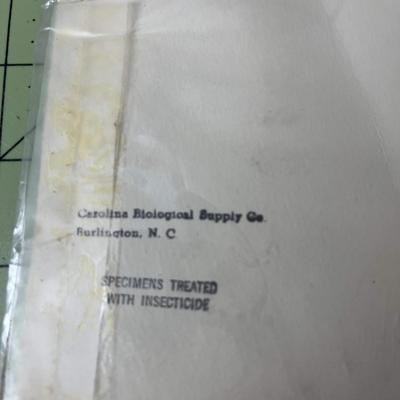 Carolina Biological Supply Co.
Burlington, N. C.
SPECIMENS TREATED
WITH INSECTICIDE